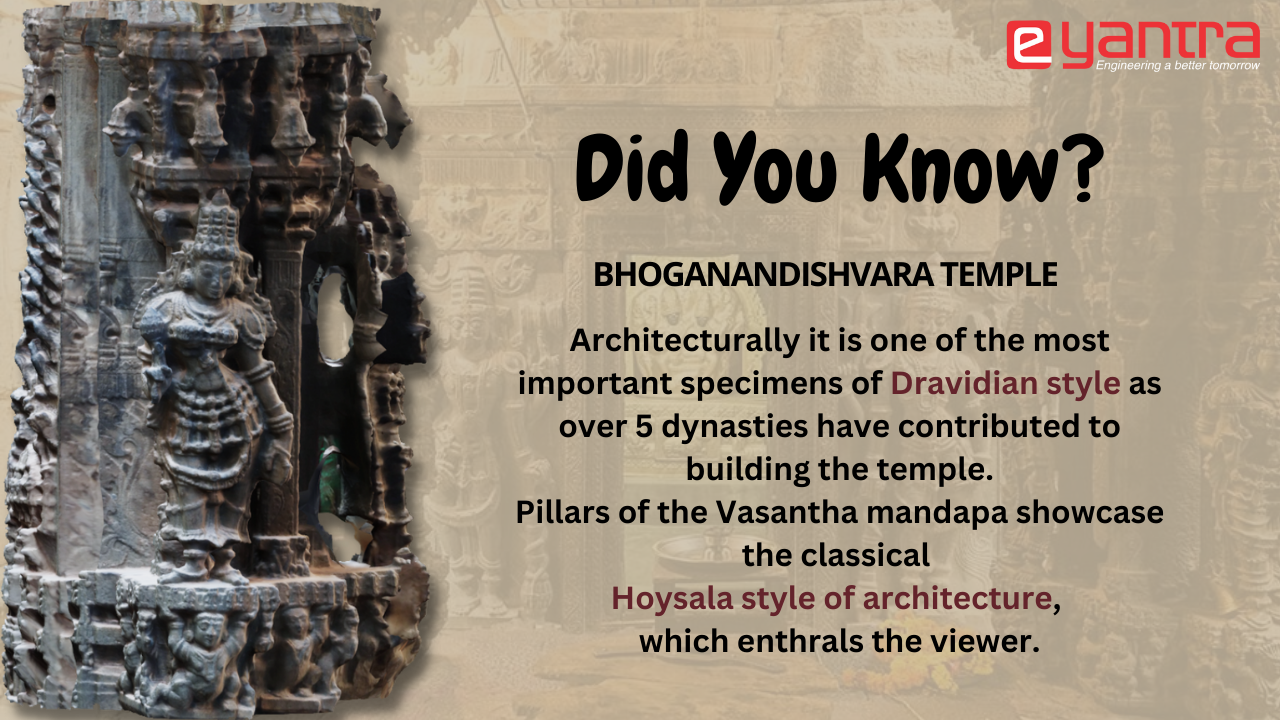 e yantra
Engineering a better tomorrow
Did You Know?
BHOGANANDISHVARA TEMPLE
Architecturally it is one of the most
important specimens of Dravidian style as
over 5 dynasties have contributed to
building the temple.
Pillars of the Vasantha mandapa showcase
the classical
Hoysala style of architecture,
which enthrals the viewer.